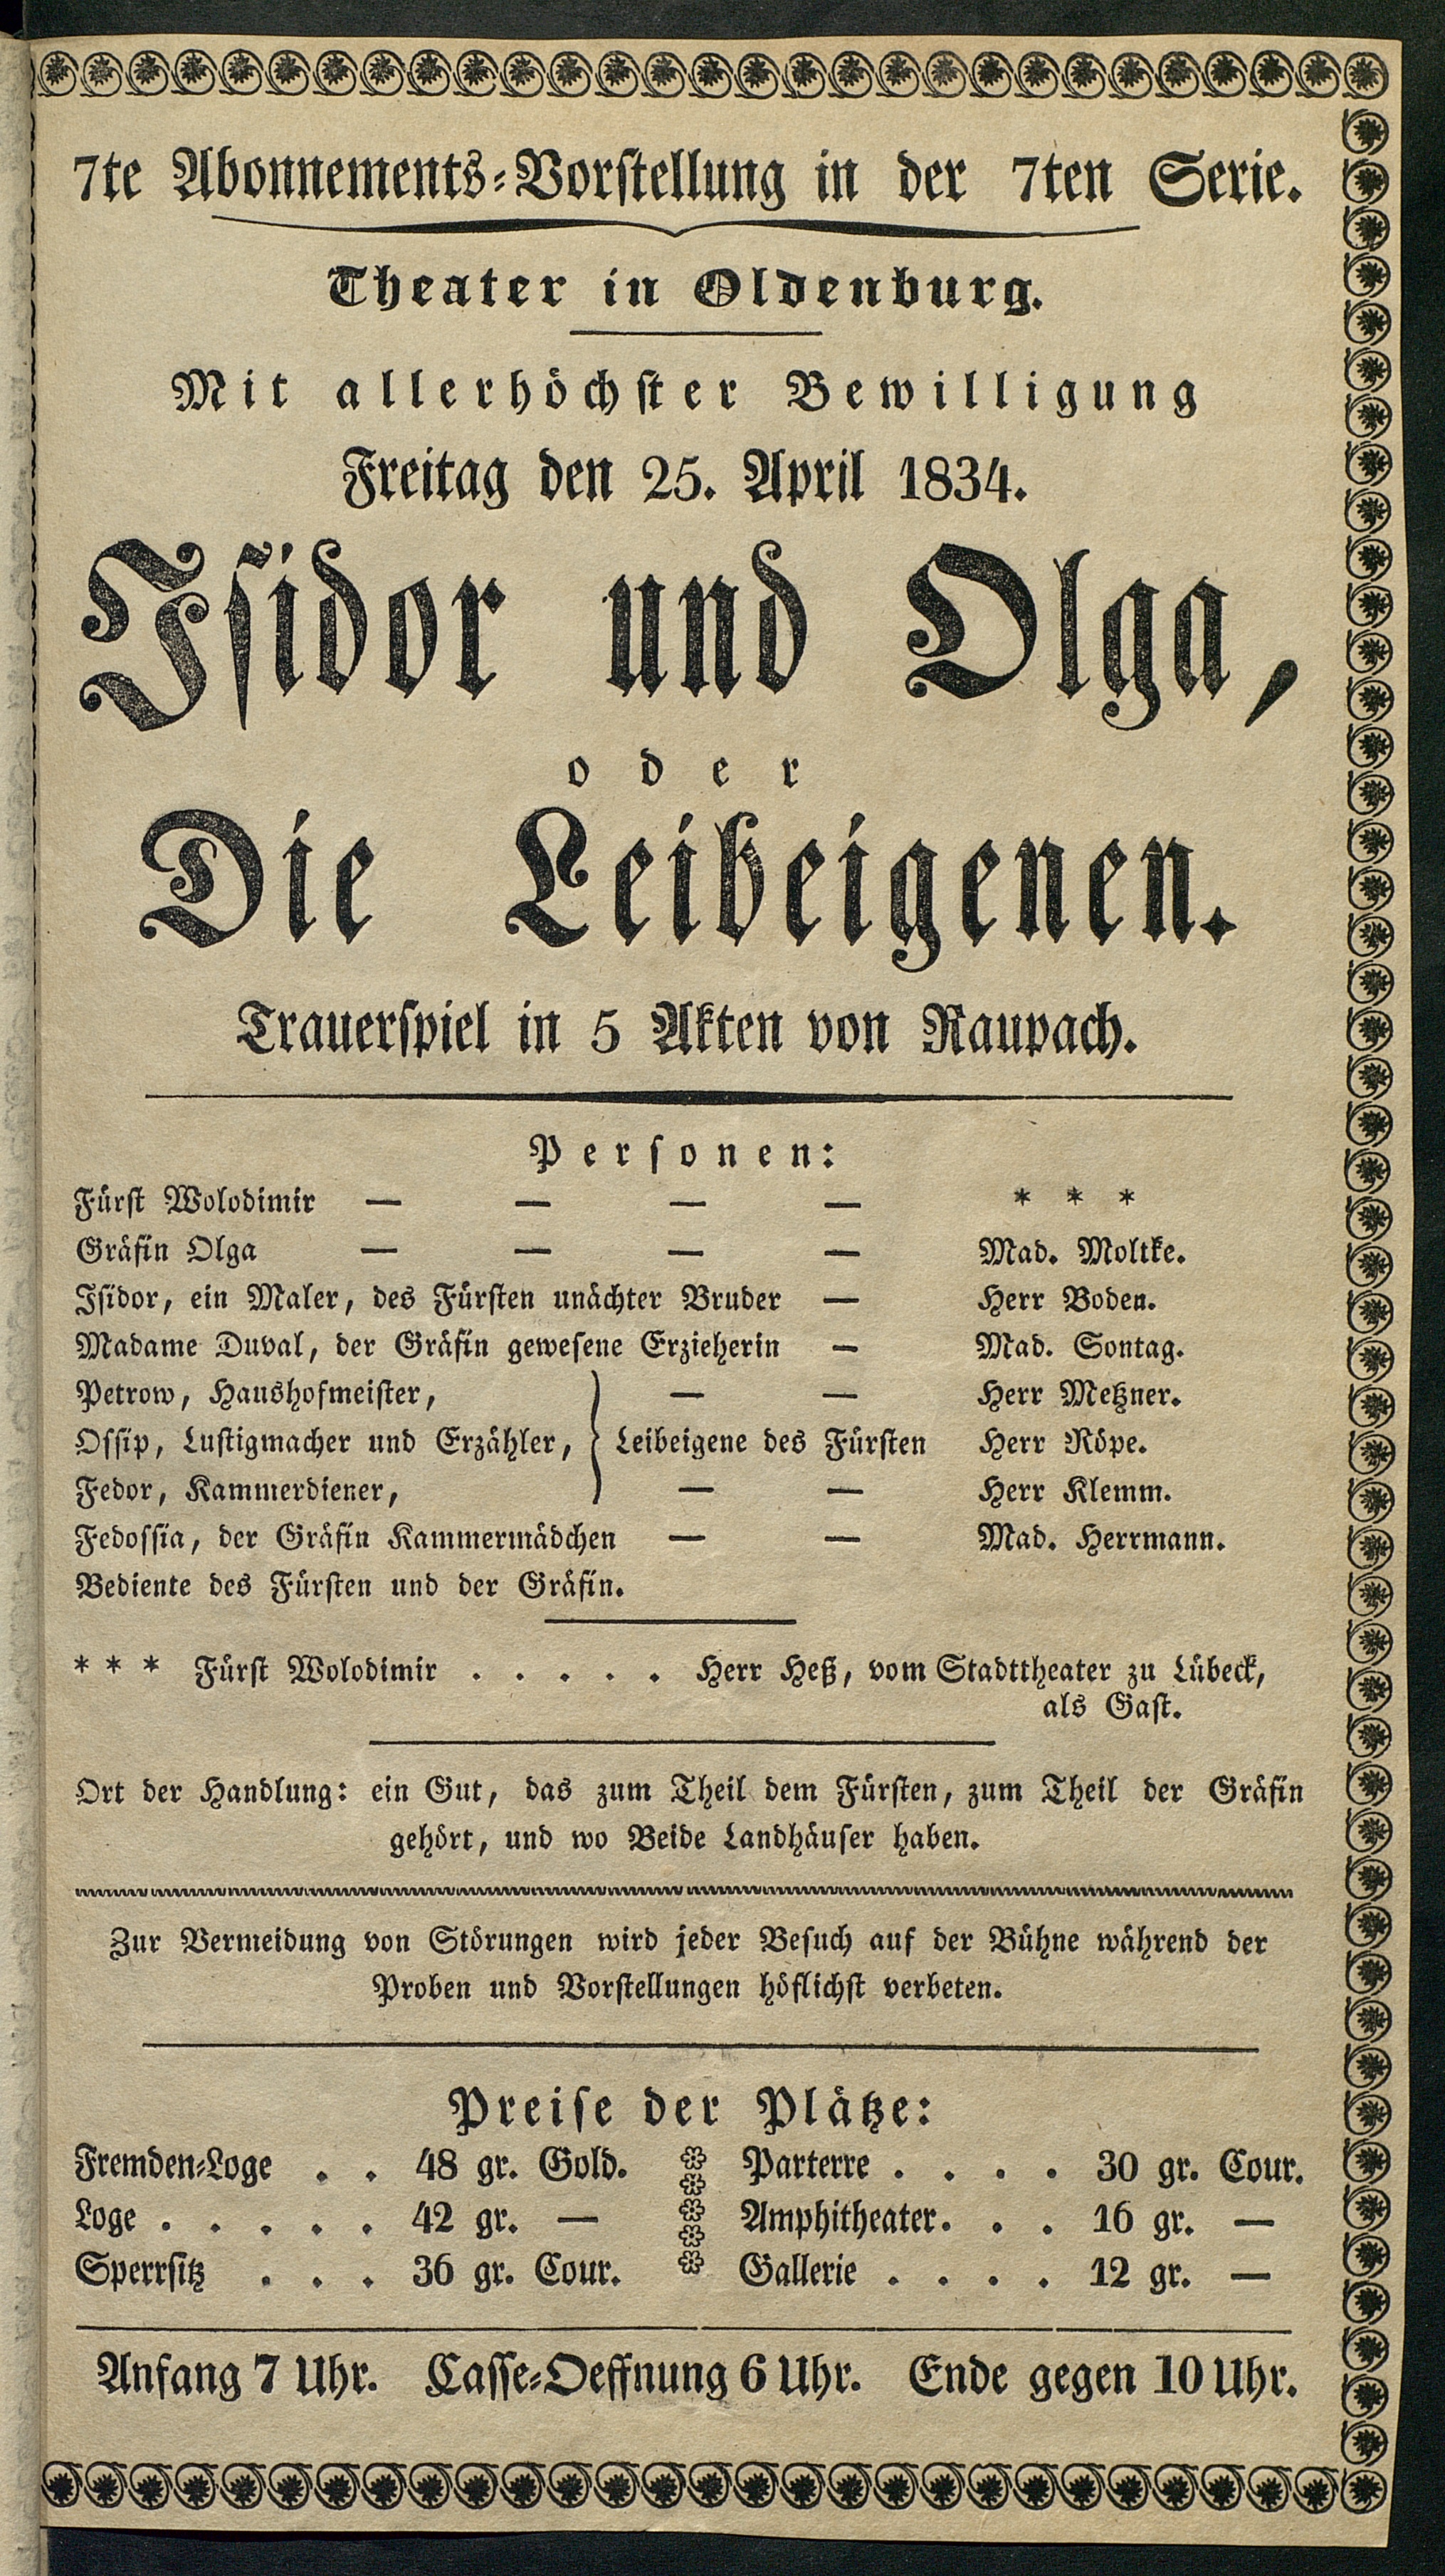 7te Abonnements-Vorstellung in der 7ten Serie.
Theater in Oldenburg.
Mit allerhöchster Bewilligung
Freitag den 25. April 1834.
Isidor und Olga,
oder
Die Leibeigenen.
Trauerspiel in 5 Akten von Raupach.
Personen:
Fürst Wolodimir — — — — * * *
Gräfin Olga — — — — Mad. Moltke.
Isidor, ein Maler, des Fürsten unächter Bruder — Herr Boden.
Madame Duval, der Gräfin gewesene Erzieherin — Mad. Sontag.
Petrow, Haushofmeister, — — Herr Metzner.
Ossip, Lustigmacher und Erzähler, } Leibeigene des Fürsten Herr Röpe.
Fedor, Kammerdiener, — — Herr Klemm.
Fedossia, der Gräfin Kammermädchen — — Mad. Herrmann.
Bediente des Fürsten und der Gräfin.
* * * Fürst Wolodimir . . . . . Herr Heß, vom Stadttheater zu Lübeck,
als Gast.
Ort der Handlung: ein Gut, das zum Theil dem Fürsten, zum Theil der Gräfin
gehört, und wo Beide Landhäuser haben.
Zur Vermeidung von Störungen wird jeder Besuch auf der Bühne während der
Proben und Vorstellungen höflichst verbeten.
Preise der Plätze:
Fremden-Loge . . 48 gr. Gold.
Loge . . . . . 42 gr. —
Sperrsitz . . . 36 gr. Cour.
Parterre . . . . 30 gr. Cour.
Amphitheater. . . 16 gr. —
Gallerie . . . . 12 gr. —
Anfang 7 Uhr. Casse-Oeffnung 6 Uhr. Ende gegen 10 Uhr.